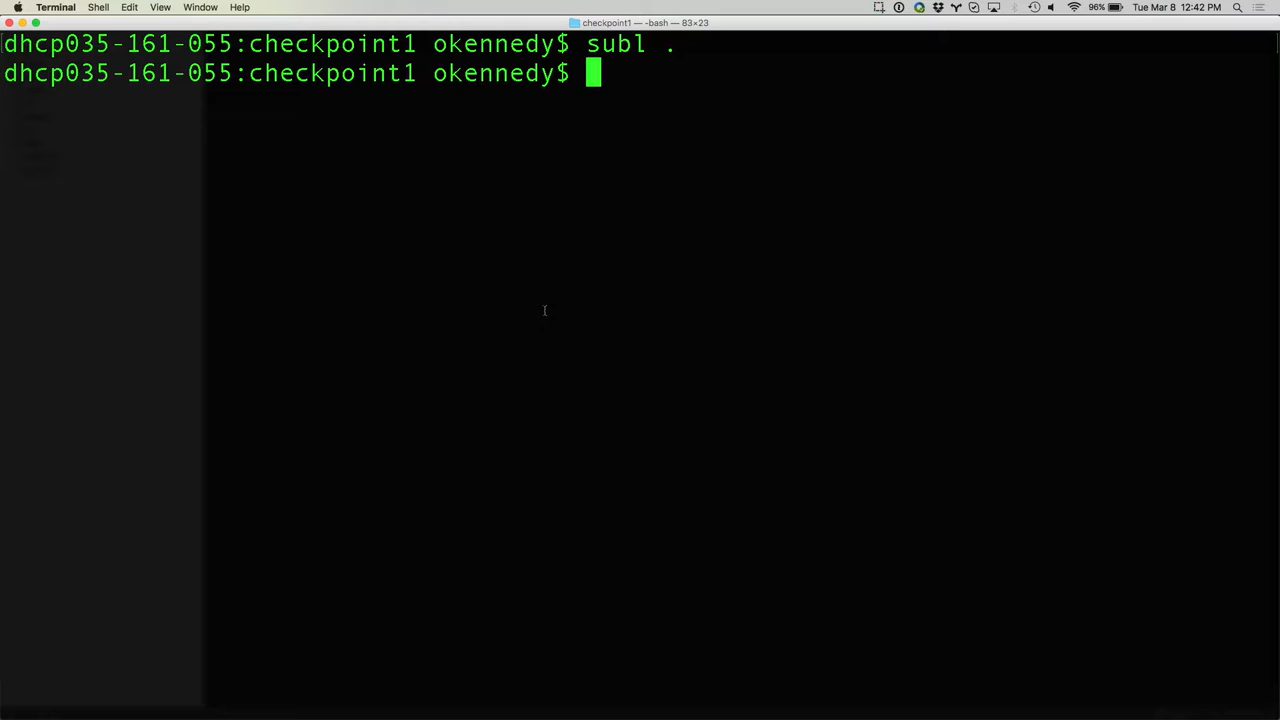 Terminal Shell Edit View Window Help 96% Tue Mar 8 12:42 PM
checkpoint1 — -bash — 83×23
dhcp035-161-055:checkpoint1 okennedy$ subl .
dhcp035-161-055:checkpoint1 okennedy$